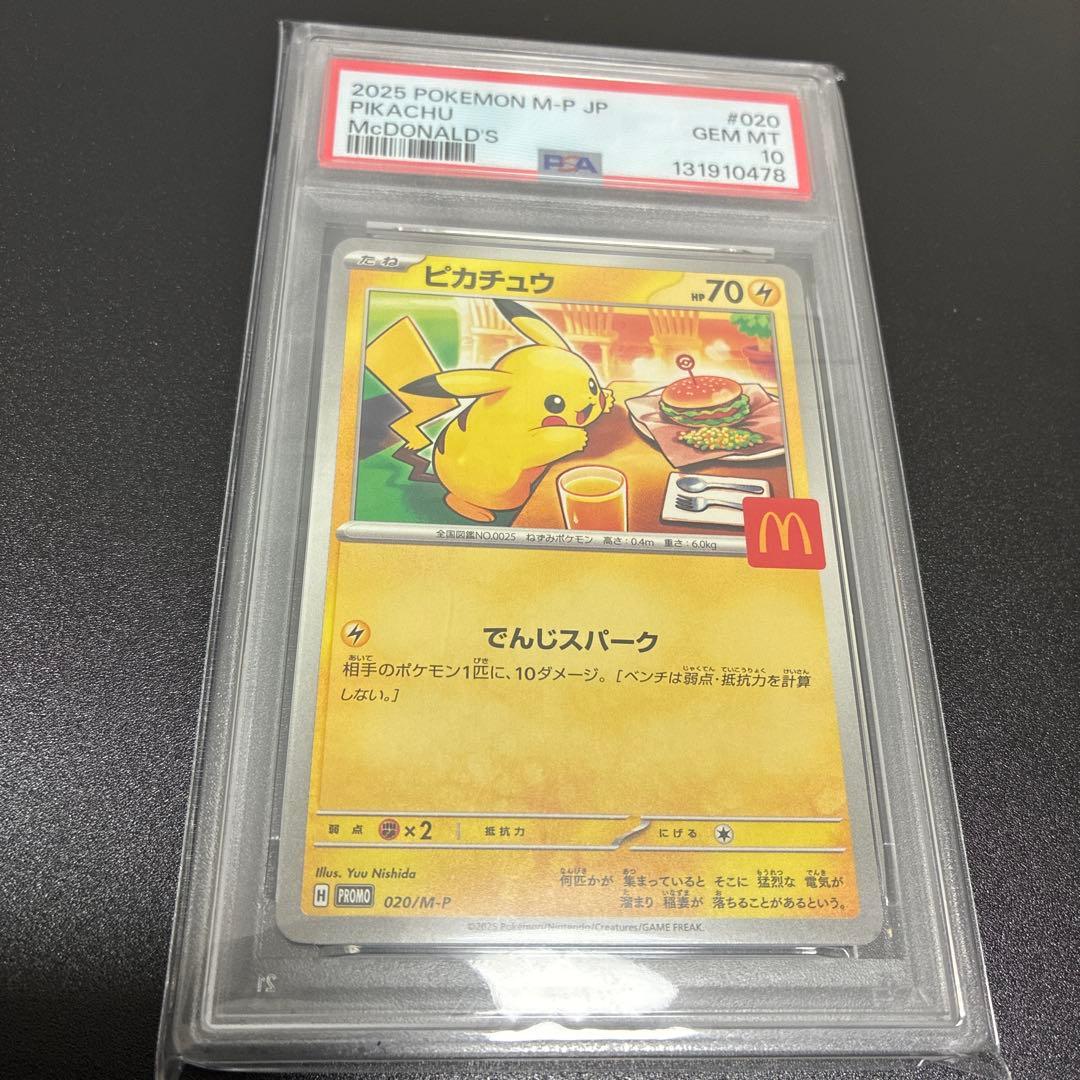 2025 POKEMON M-P JP #020
PIKACHU GEM MT
McDONALD'S 10
PSA 131910478
たね ピカチュウ HP70
全国図鑑NO.0025 ねずみポケモン 高さ:0.4m 重さ:6.0kg
M
でんじスパーク
相手のポケモン1匹に、10ダメージ。[ベンチは弱点・抵抗力を計算
しない。]
弱点 ×2 抵抗力 にげる
Illus. Yuu Nishida
何匹かが 集まっていると そこに 猛烈な 電気が
溜まり 稲妻が 落ちることがあるという。
H PROMO 020/M-P
©2025 Pokémon/Nintendo/Creatures/GAME FREAK.
21